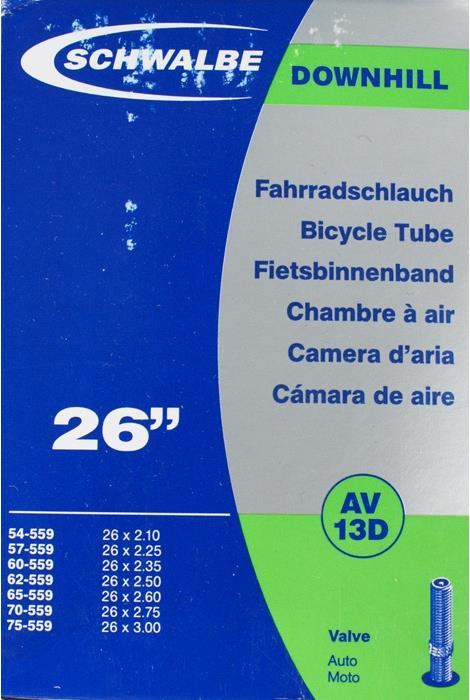 SCHWALBE
DOWNHILL
Fahrradschlauch
Bicycle Tube
Fietsbinnenband
Chambre à air
Camera d'aria
Cámara de aire
26”
54-559 26 x 2.10
57-559 26 x 2.25
60-559 26 x 2.35
62-559 26 x 2.50
65-559 26 x 2.60
70-559 26 x 2.75
75-559 26 x 3.00
AV
13D
Valve
Auto
Moto